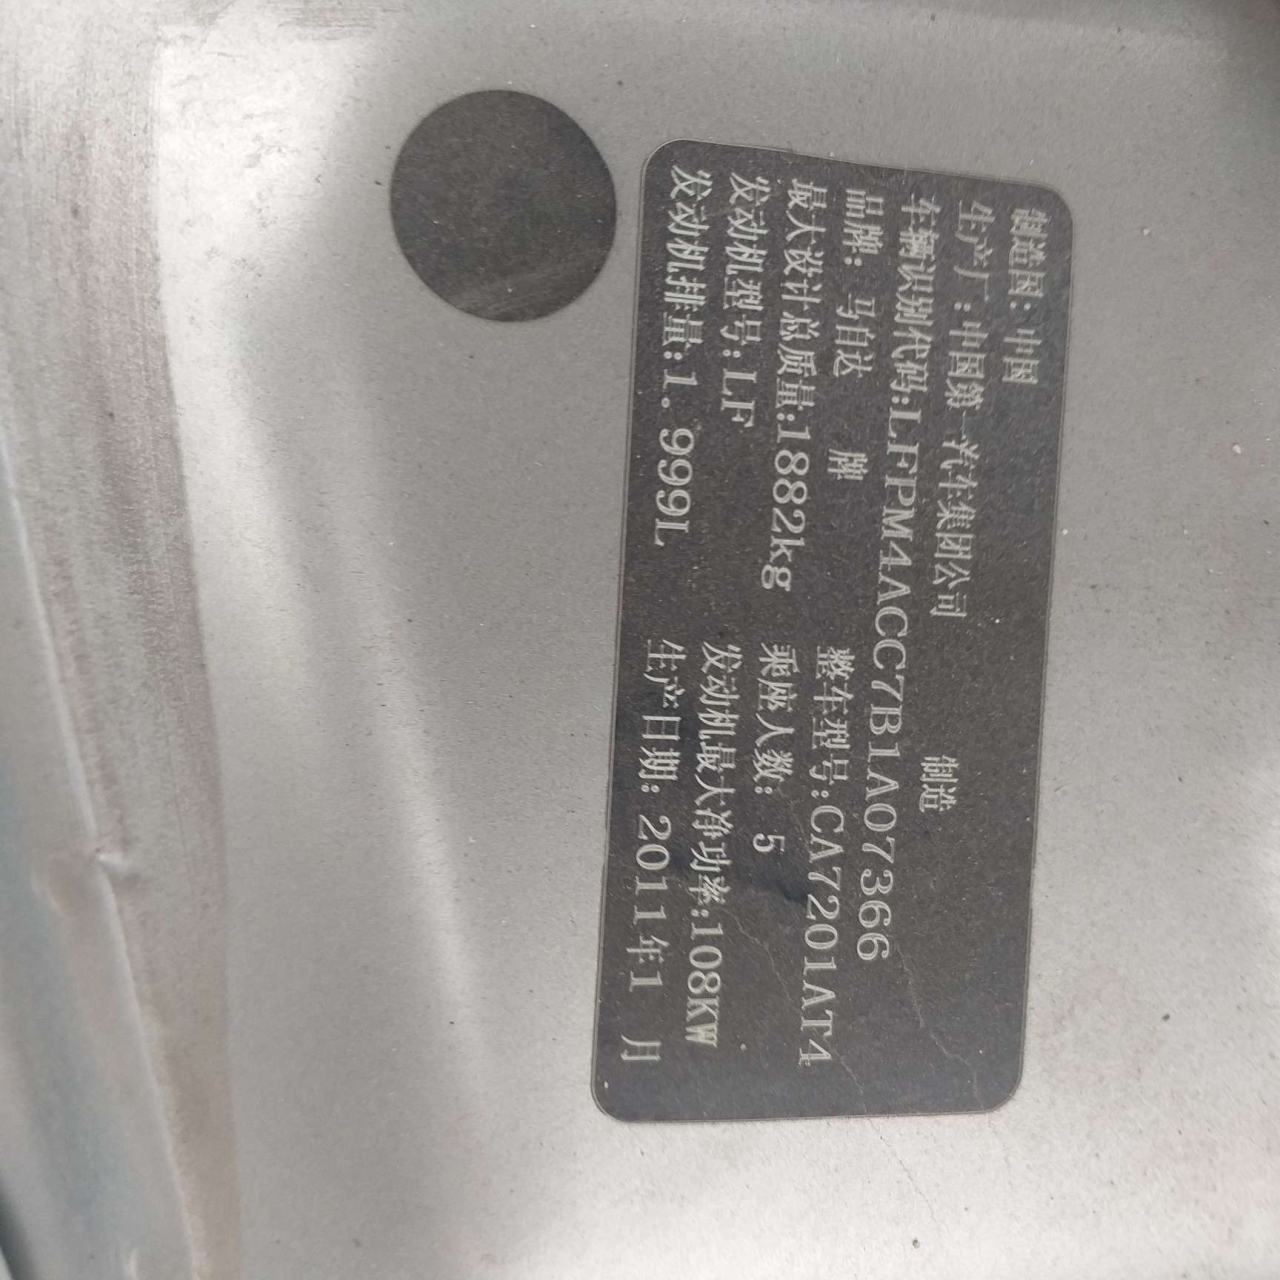 制造国: 中国
生产厂:中国第一汽车集团公司 制造
车辆识别代码:LFPM4ACC7B1A07366
品牌: 马自达 牌 整车型号:CA7201AT4
最大设计总质量:1882kg 乘座人数: 5
发动机型号:LF 发动机最大净功率:108KW
发动机排量:1.999L 生产日期: 2011年1 月